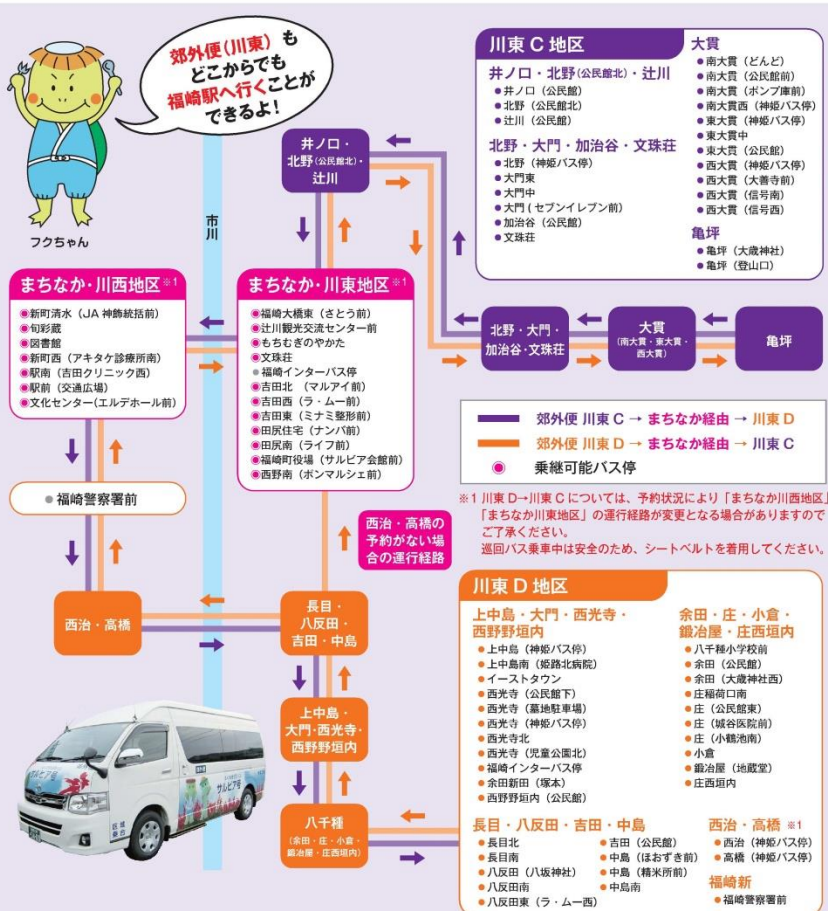 郊外便(川東)も
どこからでも
福崎駅へ行くことが
できるよ!
フクちゃん
市川
井ノ口・
北野(公民館北)・
辻川
川東 C 地区
井ノ口・北野(公民館北)・辻川
●井ノ口(公民館)
●北野(公民館北)
●辻川(公民館)
北野・大門・加治谷・文珠荘
●北野(神姫バス停)
●大門東
●大門中
●大門(セブンイレブン前)
●加治谷(公民館)
●文珠荘
大貫
●南大貫(どんど)
●南大貫(公民館前)
●南大貫(ポンプ庫前)
●南大貫西(神姫バス停)
●東大貫(神姫バス停)
●東大貫中
●東大貫(公民館)
●西大貫(神姫バス停)
●西大貫(大善寺前)
●西大貫(信号南)
●西大貫(信号西)
亀坪
●亀坪(大歳神社)
●亀坪(登山口)
まちなか・川西地区※1
◉新町清水(JA 神飾統括前)
◉旬彩蔵
◉図書館
◉新町西(アキタケ診療所南)
◉駅南(吉田クリニック西)
◉駅前(交通広場)
◉文化センター(エルデホール前)
まちなか・川東地区※1
◉福崎大橋東(さとう前)
◉辻川観光交流センター前
◉もちむぎのやかた
◉文珠荘
●福崎インターバス停
◉吉田北(マルアイ前)
◉吉田西(ラ・ムー前)
◉吉田東(ミナミ整形前)
◉田尻住宅(ナンバ前)
◉田尻南(ライフ前)
◉福崎町役場(サルビア会館前)
◉西野南(ボンマルシェ前)
北野・大門・
加治谷・文珠荘
大貫
(南大貫・東大貫・
西大貫)
亀坪
郊外便 川東 C → まちなか経由 → 川東 D
郊外便 川東 D → まちなか経由 → 川東 C
◉ 乗継可能バス停
※1 川東 D→川東 C については、予約状況により「まちなか川西地区」
「まちなか川東地区」の運行経路が変更となる場合がありますので
ご了承ください。
巡回バス乗車中は安全のため、シートベルトを着用してください。
●福崎警察署前
西治・高橋の
予約がない場
合の運行経路
西治・高橋
長目・
八反田・
吉田・中島
上中島・
大門・西光寺・
西野野垣内
八千種
(余田・庄・小倉・
鍛冶屋・庄西垣内)
サルビア号
川東 D 地区
上中島・大門・西光寺・
西野野垣内
●上中島(神姫バス停)
●上中島南(姫路北病院)
●イーストタウン
●西光寺(公民館下)
●西光寺(墓地駐車場)
●西光寺(神姫バス停)
●西光寺北
●西光寺(児童公園北)
●福崎インターバス停
●余田新田(塚本)
●西野野垣内(公民館)
余田・庄・小倉・
鍛冶屋・庄西垣内
●八千種小学校前
●余田(公民館)
●余田(大歳神社西)
●庄稲荷口南
●庄(公民館東)
●庄(城谷医院前)
●庄(小鶴池南)
●小倉
●鍛冶屋(地蔵堂)
●庄西垣内
長目・八反田・吉田・中島
●長目北
●長目南
●八反田(八坂神社)
●八反田南
●八反田東(ラ・ムー西)
●吉田(公民館)
●中島(ほおずき前)
●中島(精米所前)
●中島南
西治・高橋 ※1
●西治(神姫バス停)
●高橋(神姫バス停)
福崎新
●福崎警察署前